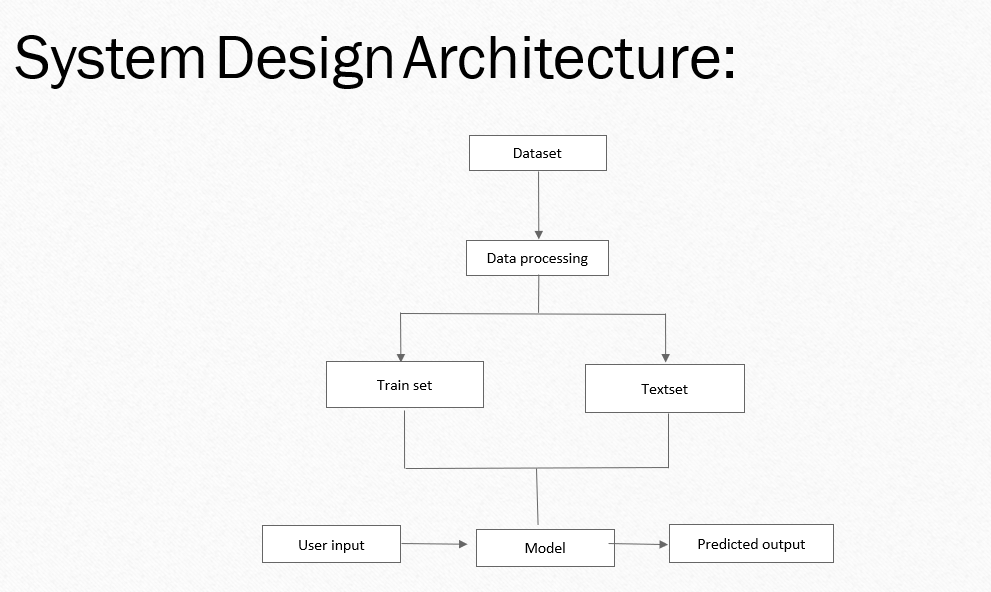 System Design Architecture:
Dataset
Data processing
Train set
Textset
User input
Model
Predicted output